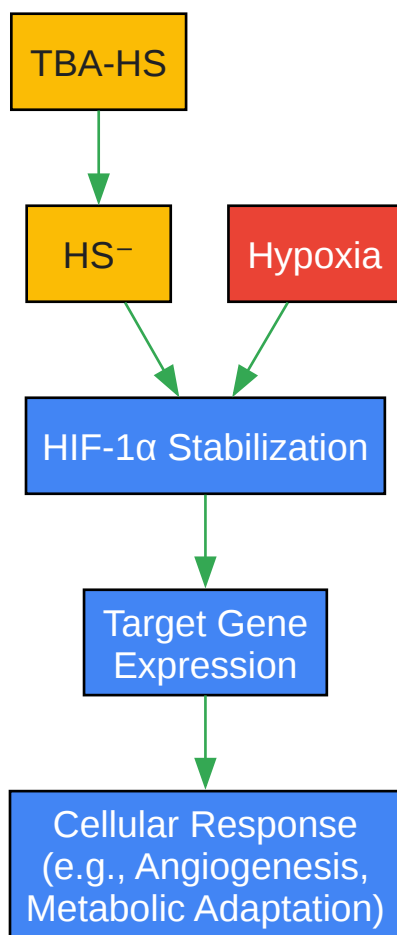 TBA-HS
HS⁻
Hypoxia
HIF-1α Stabilization
Target Gene
Expression
Cellular Response
(e.g., Angiogenesis,
Metabolic Adaptation)